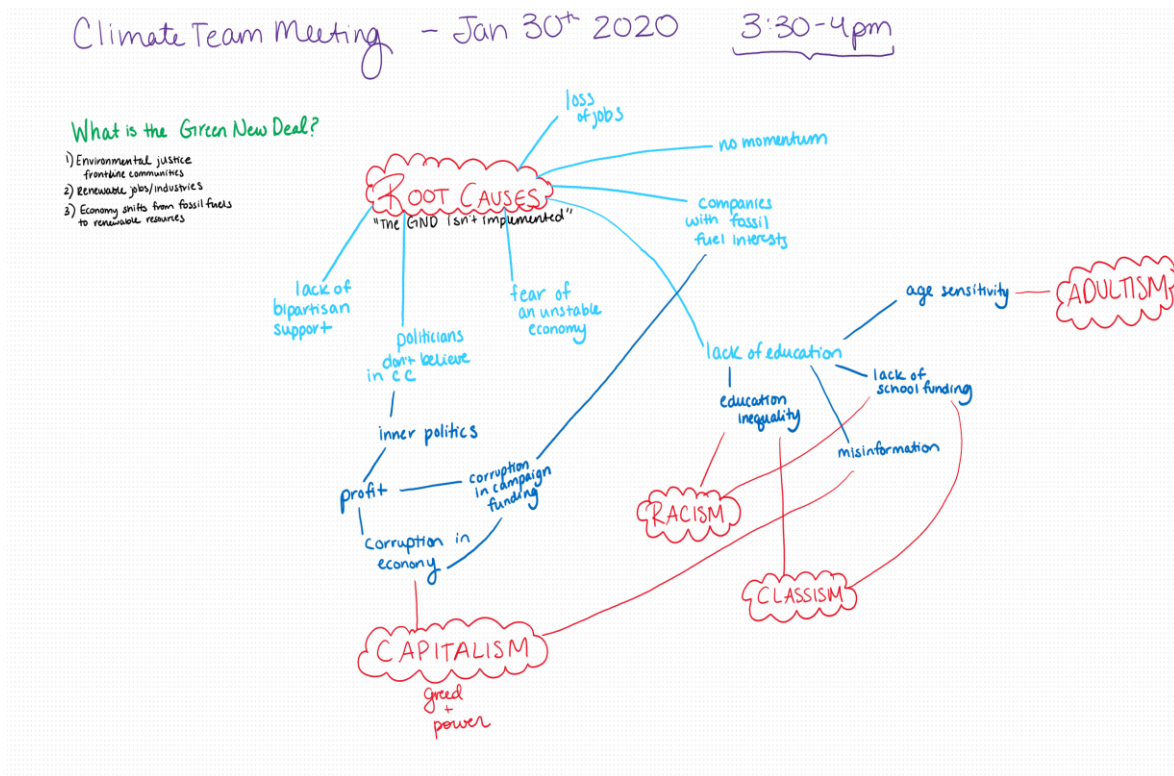 Climate Team Meeting - Jan 30th 2020 3:30-4pm
What is the Green New Deal?
1) Environmental justice
frontline communities
2) Renewable jobs/industries
3) Economy shifts from fossil fuels
to renewable resources
ROOT CAUSES
"The GND isn't implemented"
loss
of jobs
no momentum
companies
with fossil
fuel interests
lack of
bipartisan
support
politicians
don't believe
in CC
fear of
an unstable
economy
lack of education
age sensitivity
ADULTISM
lack of
school funding
education
inequality
misinformation
inner politics
profit
corruption
in campaign
funding
corruption in
economy
RACISM
CLASSISM
CAPITALISM
greed
+
power